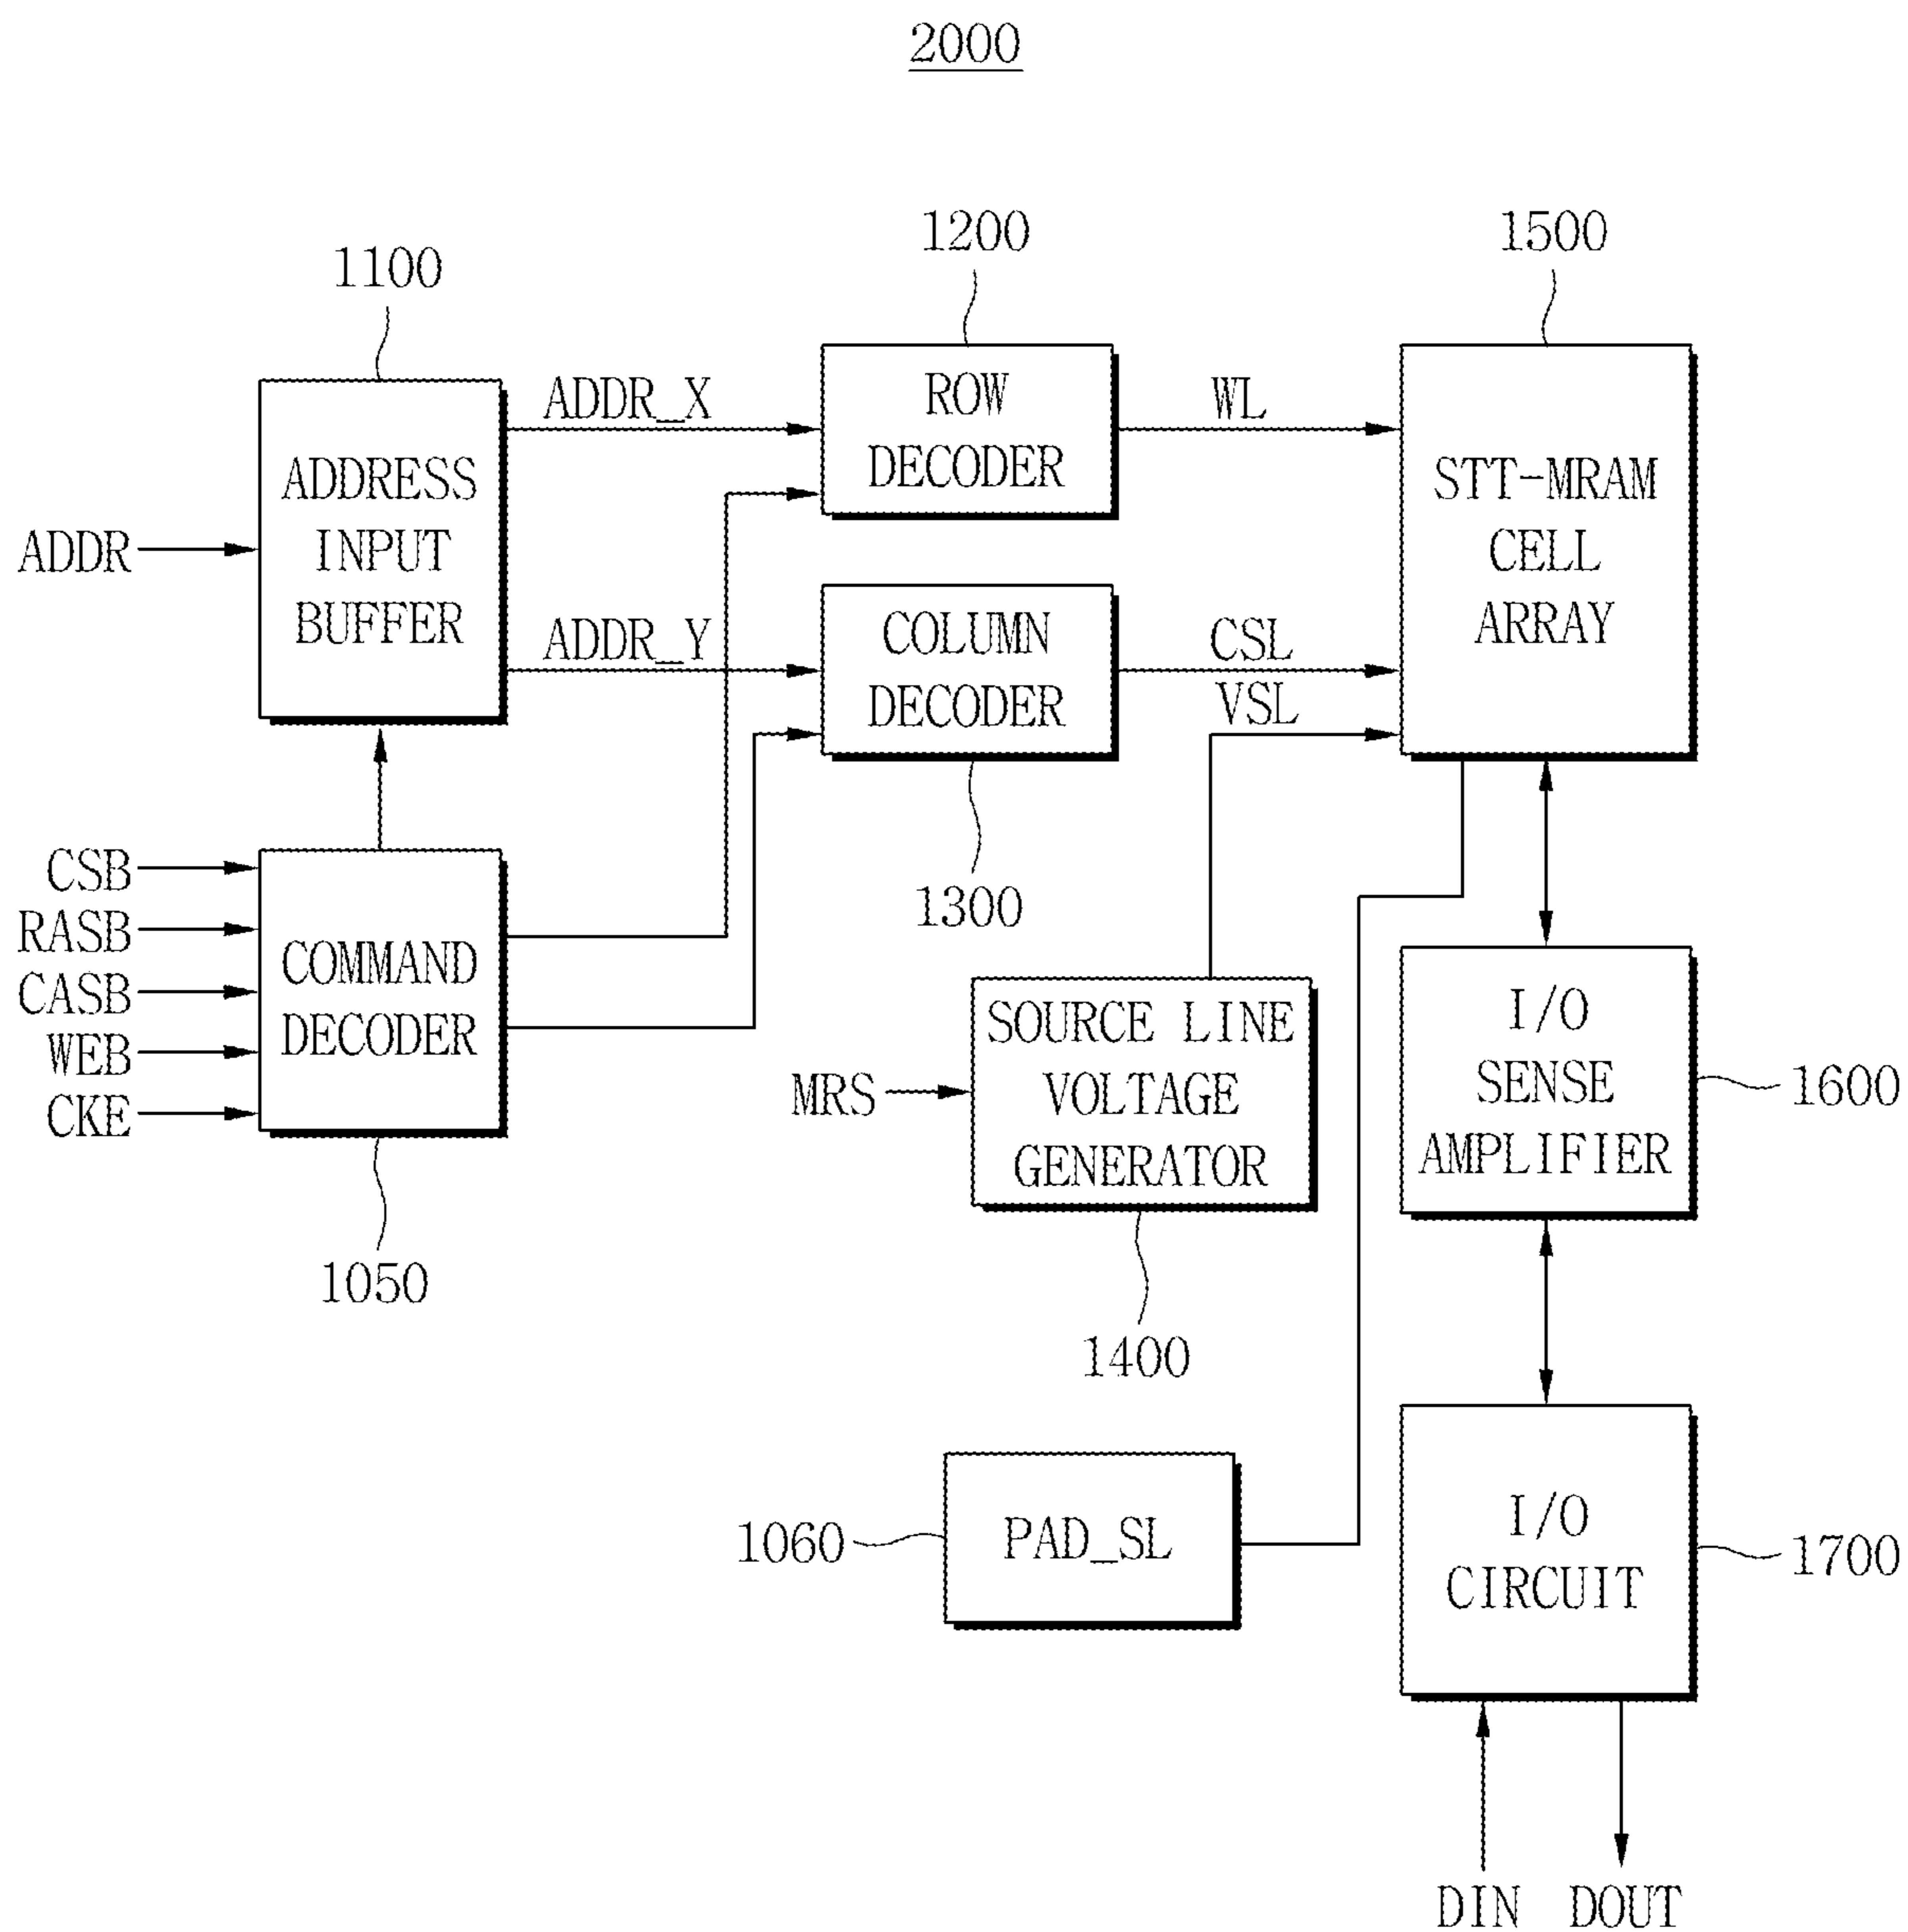 2000
1100
1200
1500
ADDRESS
INPUT
BUFFER
ADDR
ADDR_X
ADDR_Y
ROW
DECODER
WL
STT-MRAM
CELL
ARRAY
COLUMN
DECODER
CSL
VSL
1300
CSB
RASB
CASB
WEB
CKE
COMMAND
DECODER
1050
MRS
SOURCE LINE
VOLTAGE
GENERATOR
1400
I/O
SENSE
AMPLIFIER
1600
1060
PAD_SL
I/O
CIRCUIT
1700
DIN
DOUT